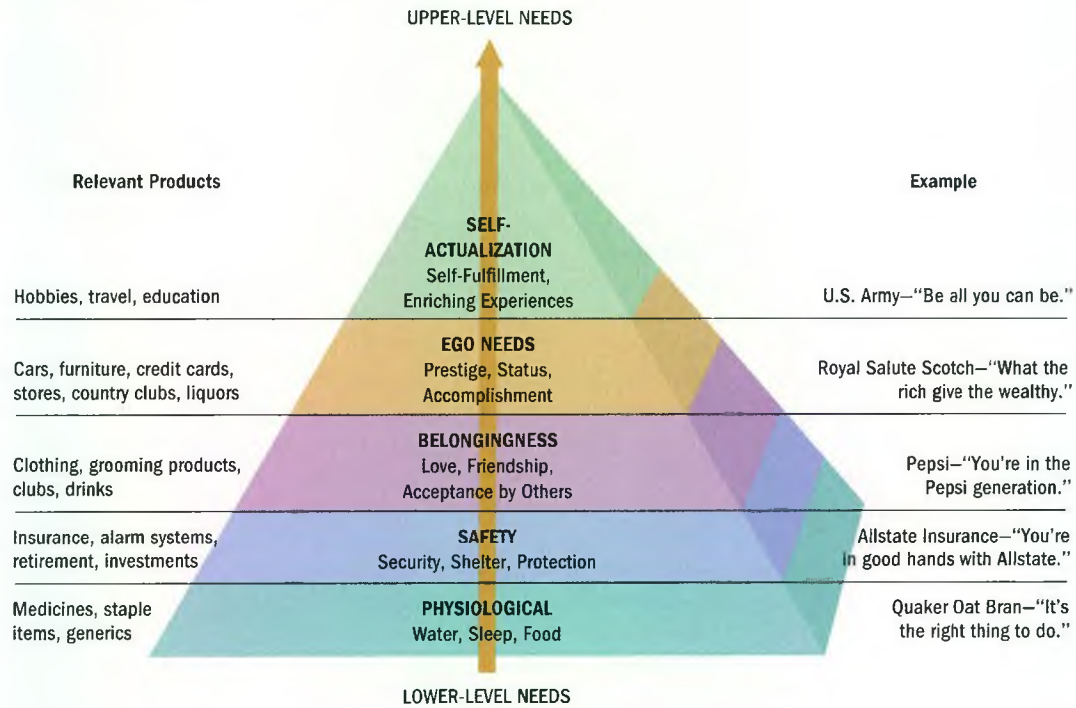 UPPER-LEVEL NEEDS
Relevant Products
Example
SELF-
ACTUALIZATION
Self-Fulfillment,
Enriching Experiences
Hobbies, travel, education
U.S. Army—“Be all you can be.”
EGO NEEDS
Prestige, Status,
Accomplishment
Cars, furniture, credit cards,
stores, country clubs, liquors
Royal Salute Scotch—“What the
rich give the wealthy.”
BELONGINGNESS
Love, Friendship,
Acceptance by Others
Clothing, grooming products,
clubs, drinks
Pepsi—“You’re in the
Pepsi generation.”
Insurance, alarm systems,
retirement, investments
SAFETY
Security, Shelter, Protection
Allstate Insurance—“You’re
in good hands with Allstate.”
Medicines, staple
items, generics
PHYSIOLOGICAL
Water, Sleep, Food
Quaker Oat Bran—“It’s
the right thing to do.”
LOWER-LEVEL NEEDS